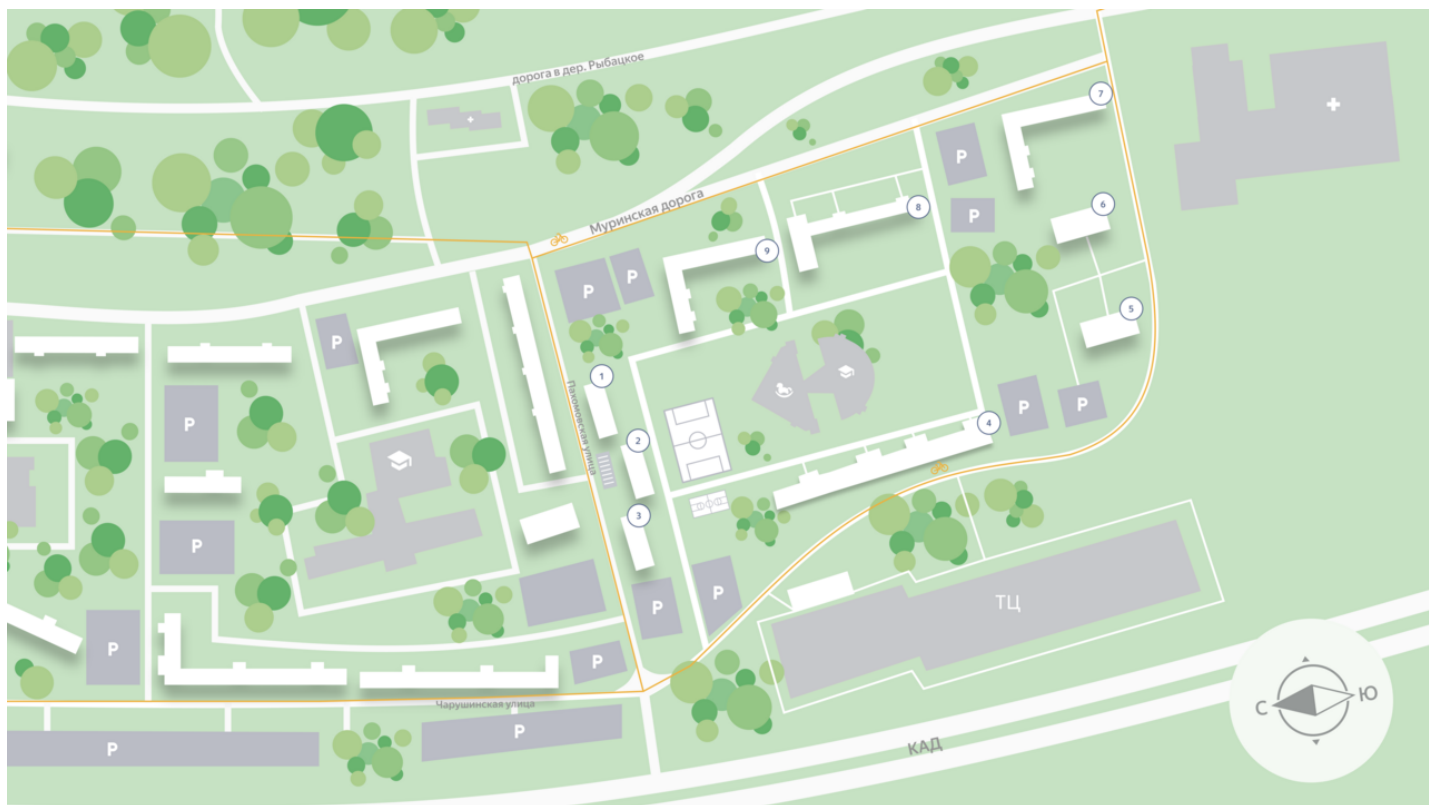 дорога в дер. Рыбацкое
7
P
Муринская дорога
6
8
P
9
P
P
5
P
1
Пахомовская улица
P
P
P
4
2
3
P
P
P
ТЦ
P
P
P
С
Ю
Чарушинская улица
P
P
КАД